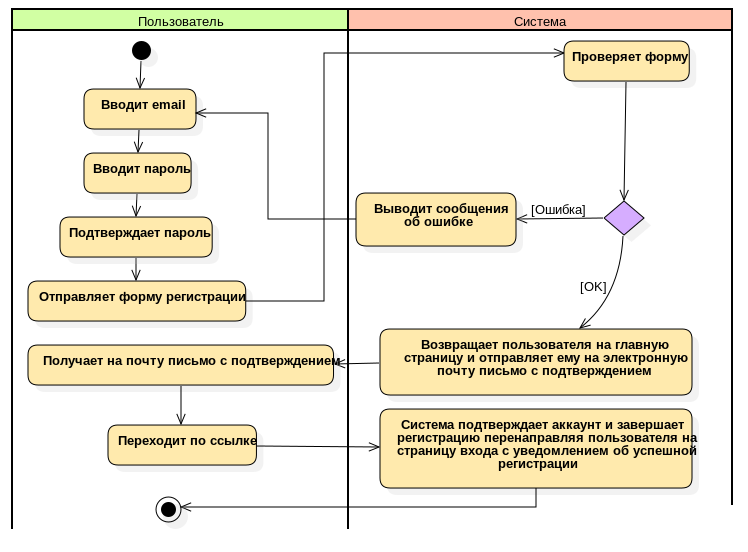 Пользователь
Система
Проверяет форму
Вводит email
Вводит пароль
Подтверждает пароль
Отправляет форму регистрации
Выводит сообщения
об ошибке
[Ошибка]
[OK]
Возвращает пользователя на главную
страницу и отправляет ему на электронную
почту письмо с подтверждением
Получает на почту письмо с подтверждением
Переходит по ссылке
Система подтверждает аккаунт и завершает
регистрацию перенаправляя пользователя на
страницу входа с уведомлением об успешной
регистрации